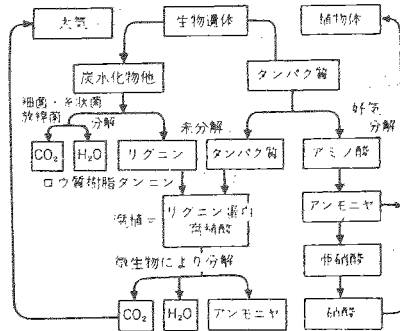 大気
生物遺体
植物体
炭水化物他
タンパク質
細菌・糸状菌
放線菌
分解
好気
分解
未分解
CO₂
H₂O
リグニン
タンパク質
アミノ酸
ロウ質樹脂タンニン
アンモニヤ
腐植＝
リグニン蛋白
腐硝酸
亜硝酸
微生物により分解
CO₂
H₂O
アンモニヤ
硝酸